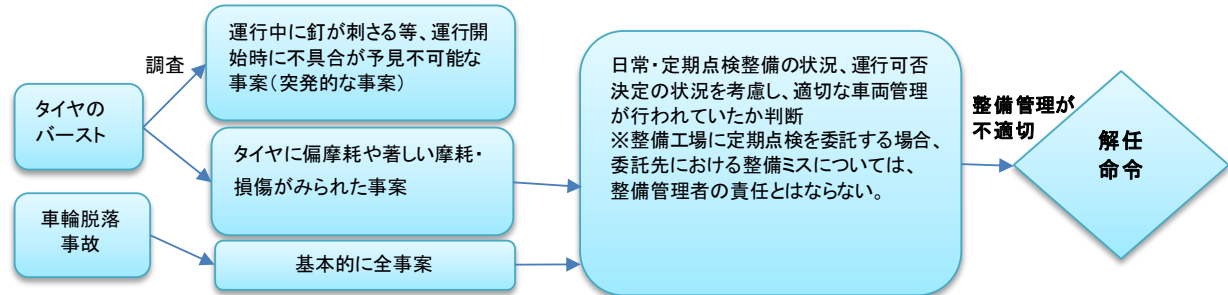 調査
タイヤの
バースト
運行中に釘が刺さる等、運行開
始時に不具合が予見不可能な
事案（突発的な事案）
タイヤに偏摩耗や著しい摩耗・
損傷がみられた事案
車輪脱落
事故
基本的に全事案
日常・定期点検整備の状況、運行可否
決定の状況を考慮し、適切な車両管理
が行われていたか判断
※整備工場に定期点検を委託する場合、
委託先における整備ミスについては、
整備管理者の責任とはならない。
整備管理が
不適切
解任
命令